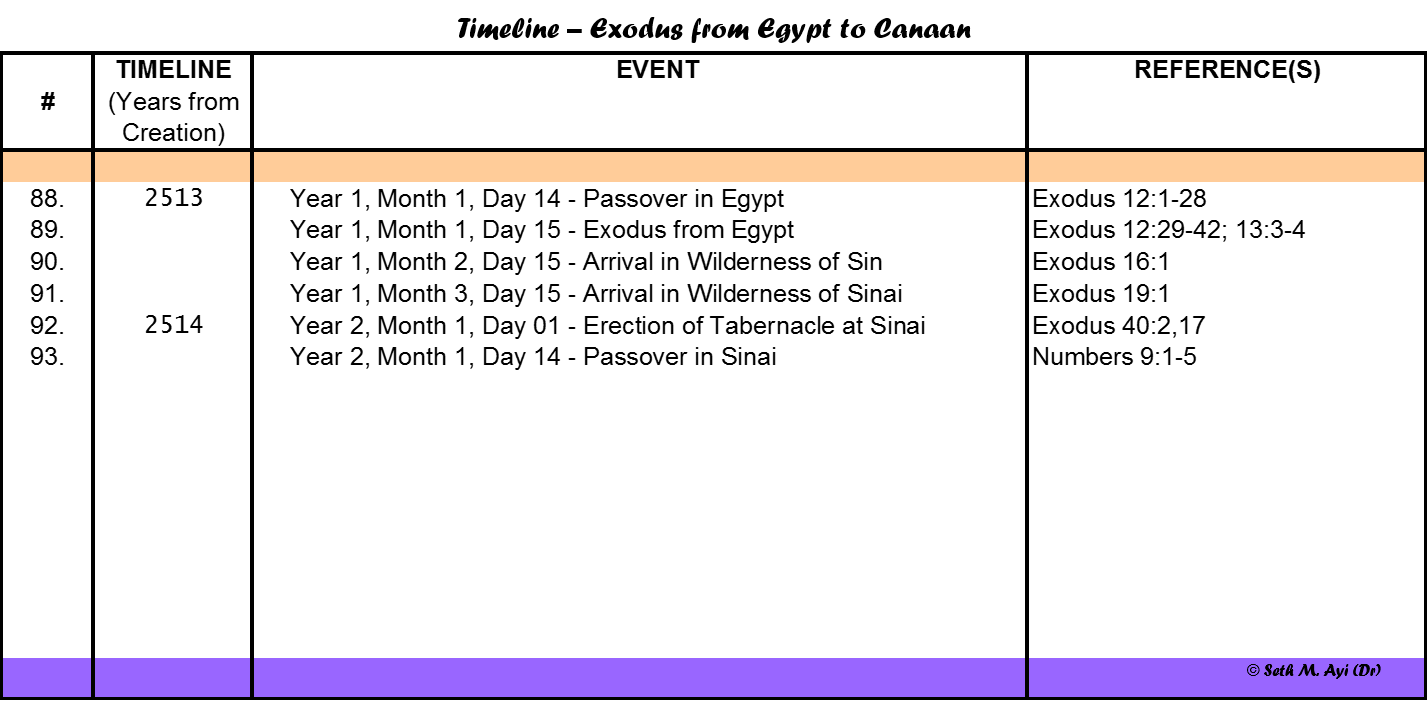 Timeline – Exodus from Egypt to Canaan
# TIMELINE (Years from Creation) EVENT REFERENCE(S)
88. 2513 Year 1, Month 1, Day 14 - Passover in Egypt Exodus 12:1-28
89. Year 1, Month 1, Day 15 - Exodus from Egypt Exodus 12:29-42; 13:3-4
90. Year 1, Month 2, Day 15 - Arrival in Wilderness of Sin Exodus 16:1
91. Year 1, Month 3, Day 15 - Arrival in Wilderness of Sinai Exodus 19:1
92. 2514 Year 2, Month 1, Day 01 - Erection of Tabernacle at Sinai Exodus 40:2,17
93. Year 2, Month 1, Day 14 - Passover in Sinai Numbers 9:1-5
© Seth M. Ayi (Dr)